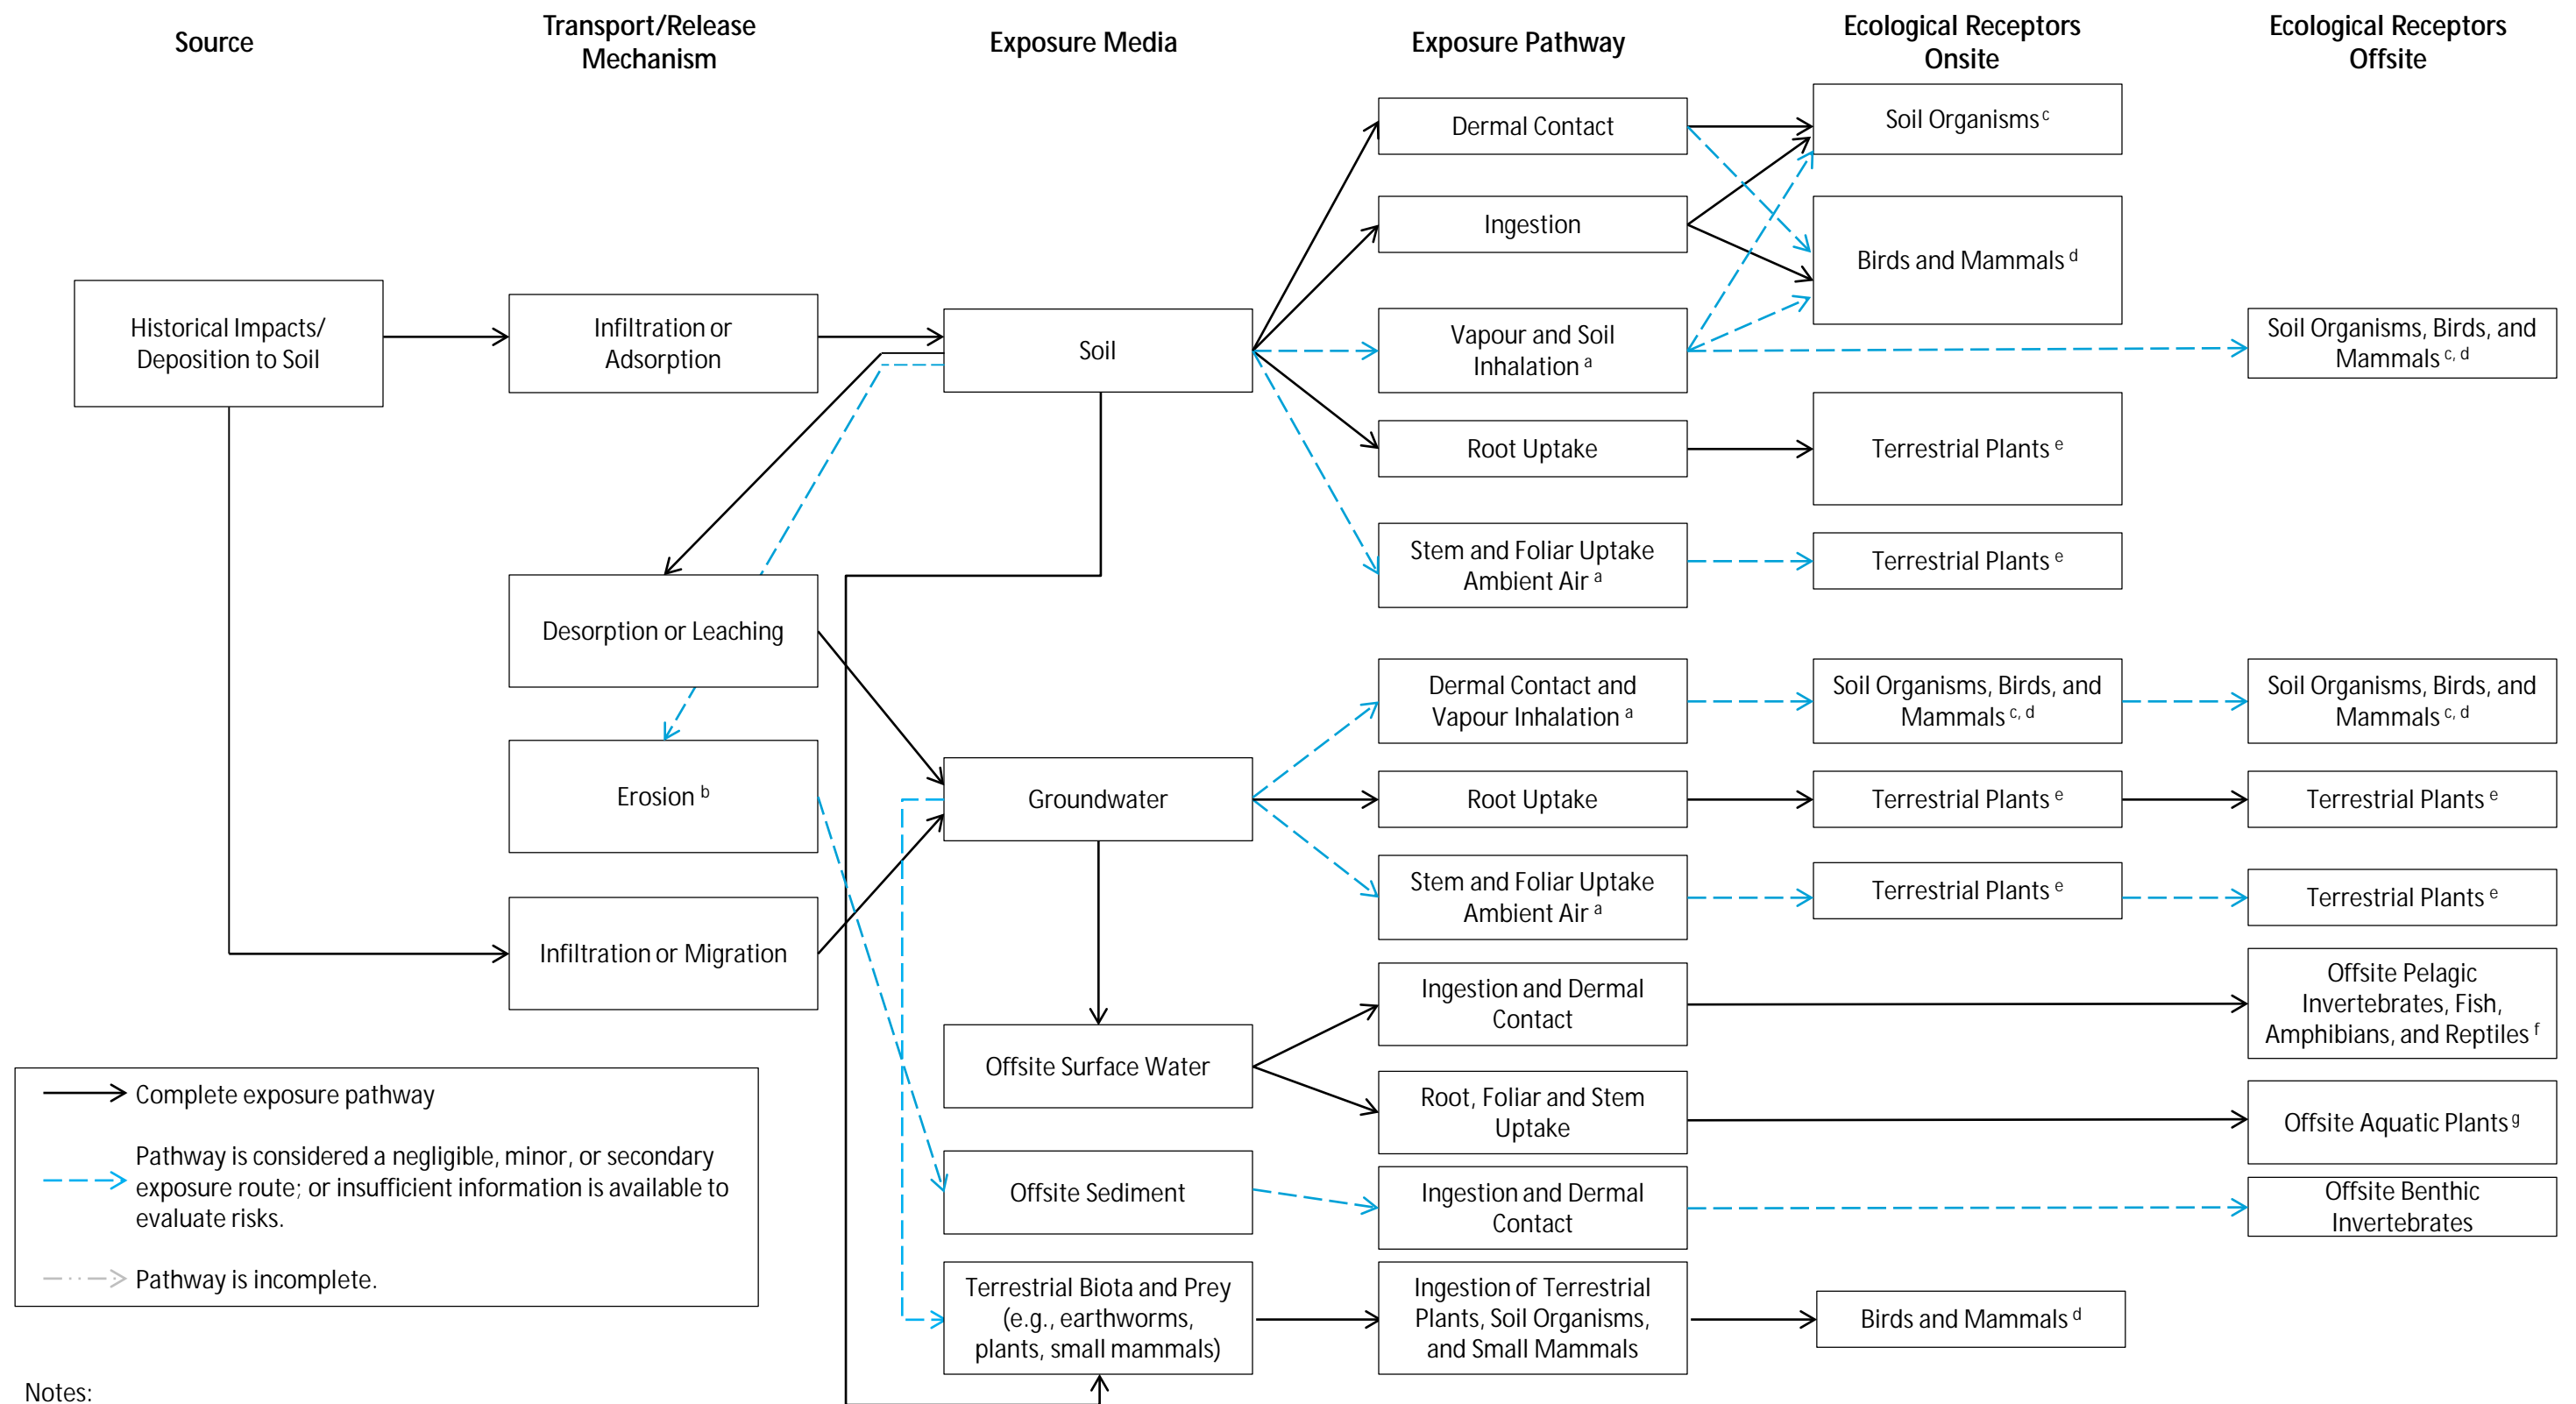 Source
Transport/Release
Mechanism
Exposure Media
Exposure Pathway
Ecological Receptors
Onsite
Ecological Receptors
Offsite
Historical Impacts/
Deposition to Soil
Infiltration or
Adsorption
Desorption or Leaching
Erosion b
Infiltration or Migration
Soil
Groundwater
Offsite Surface Water
Offsite Sediment
Terrestrial Biota and Prey
(e.g., earthworms,
plants, small mammals)
Dermal Contact
Ingestion
Vapour and Soil
Inhalation a
Root Uptake
Stem and Foliar Uptake
Ambient Air a
Dermal Contact and
Vapour Inhalation a
Root Uptake
Stem and Foliar Uptake
Ambient Air a
Ingestion and Dermal
Contact
Root, Foliar and Stem
Uptake
Ingestion and Dermal
Contact
Ingestion of Terrestrial
Plants, Soil Organisms,
and Small Mammals
Soil Organisms c
Birds and Mammals d
Terrestrial Plants e
Terrestrial Plants e
Soil Organisms, Birds, and
Mammals c, d
Terrestrial Plants e
Terrestrial Plants e
Birds and Mammals d
Soil Organisms, Birds, and
Mammals c, d
Soil Organisms, Birds, and
Mammals c, d
Terrestrial Plants e
Terrestrial Plants e
Offsite Pelagic
Invertebrates, Fish,
Amphibians, and Reptiles f
Offsite Aquatic Plants g
Offsite Benthic
Invertebrates
Complete exposure pathway
Pathway is considered a negligible, minor, or secondary
exposure route; or insufficient information is available to
evaluate risks.
Pathway is incomplete.
Notes: